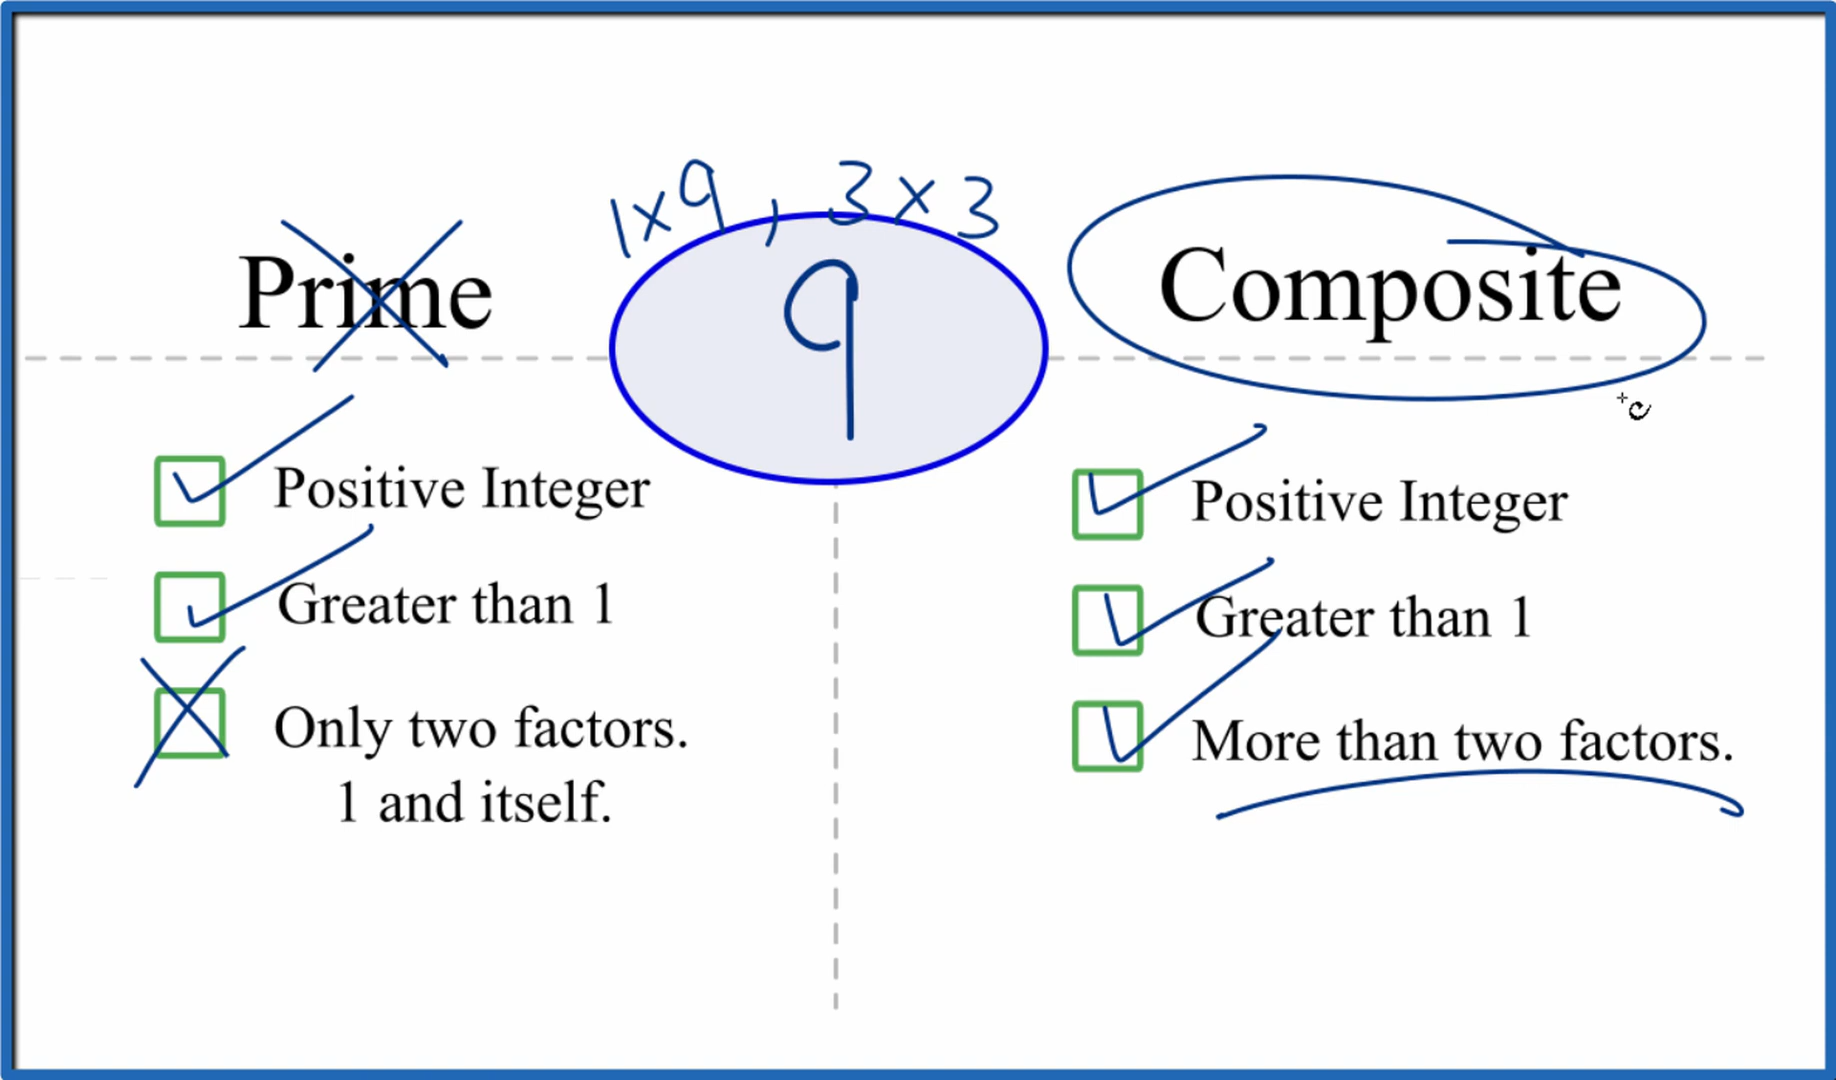 1x9, 3x3
Prime
9
Composite
Positive Integer
Greater than 1
Only two factors.
1 and itself.
Positive Integer
Greater than 1
More than two factors.